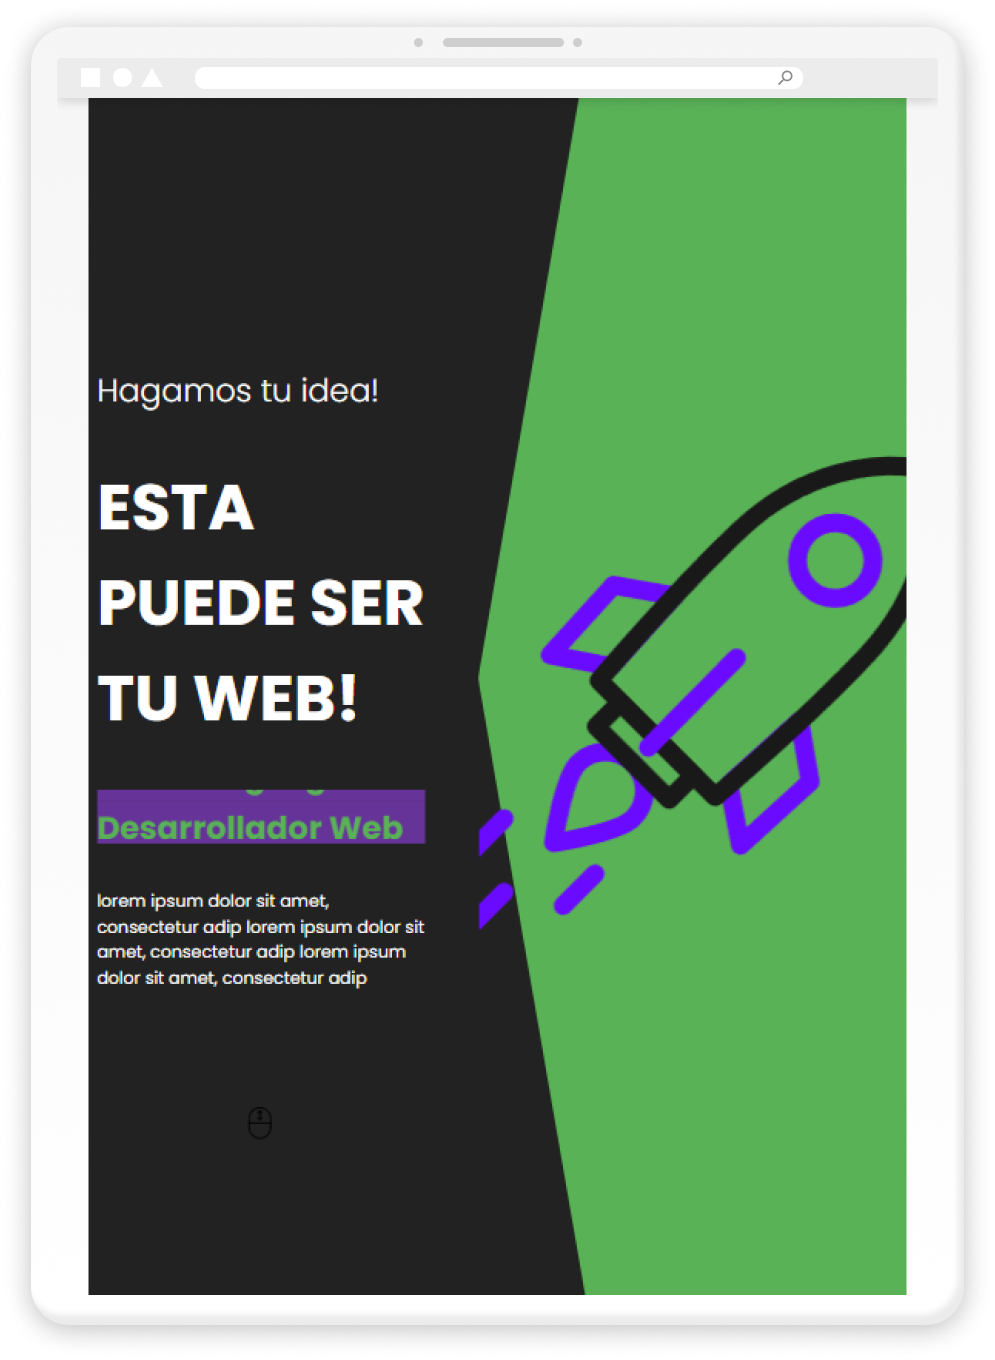 Hagamos tu idea!
ESTA
PUEDE SER
TU WEB!
Desarrollador Web
lorem ipsum dolor sit amet,
consectetur adip lorem ipsum dolor sit
amet, consectetur adip lorem ipsum
dolor sit amet, consectetur adip